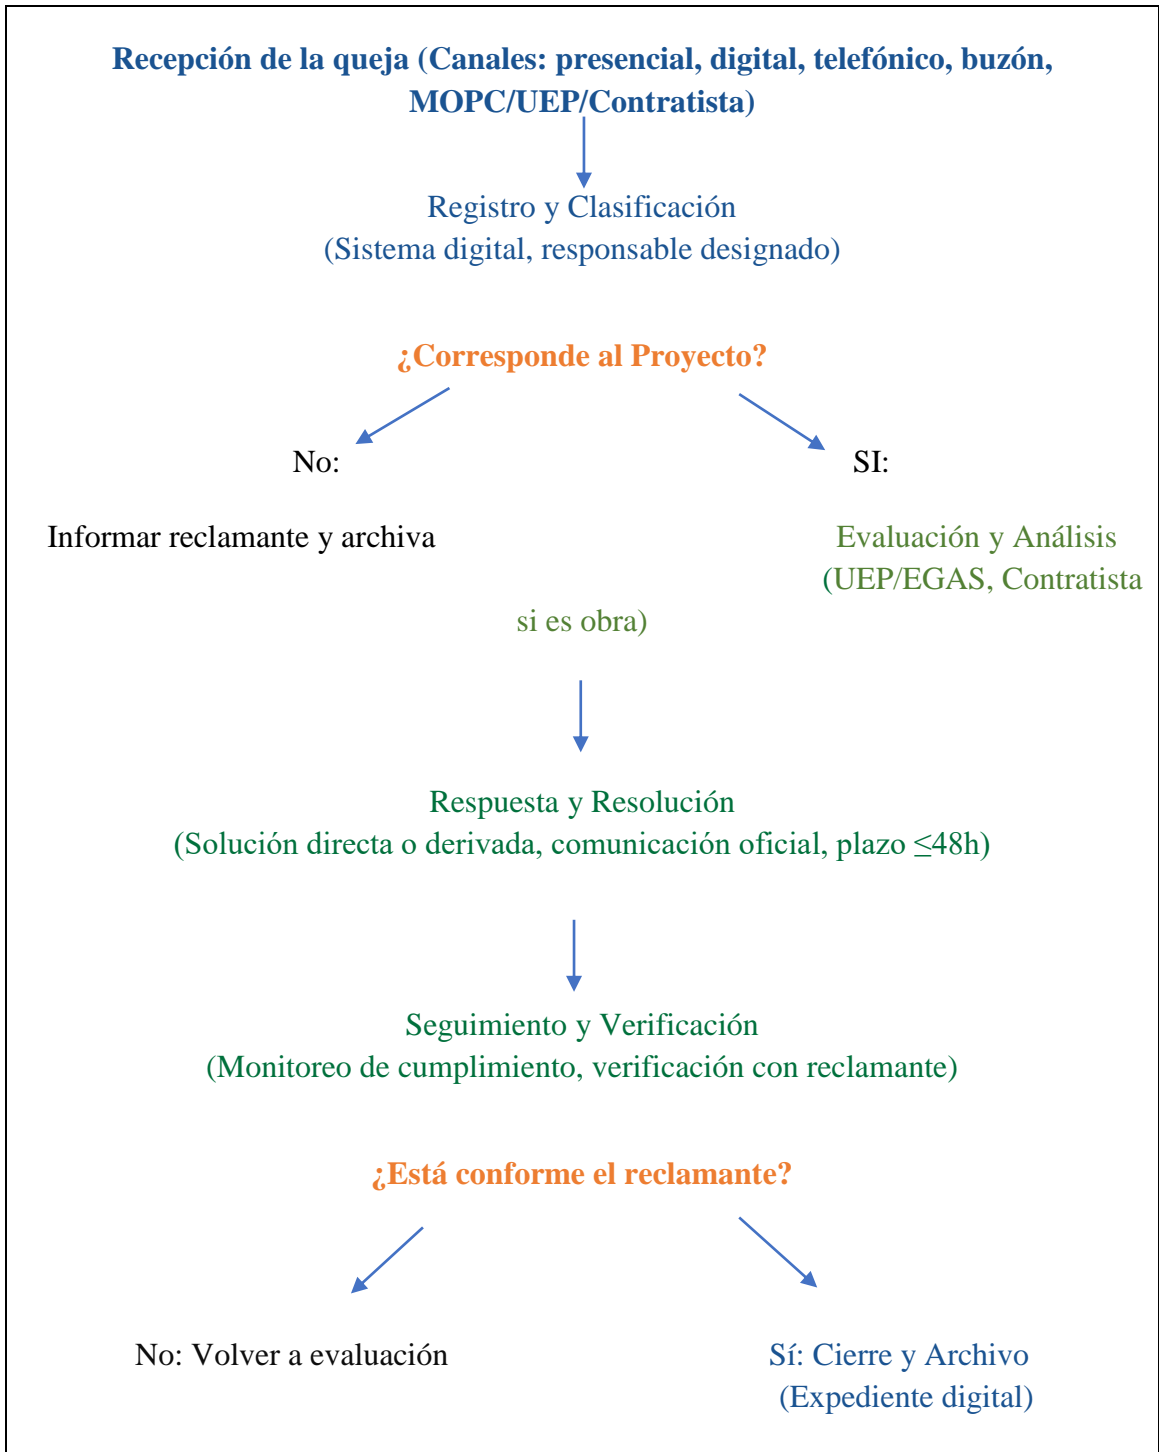 Recepción de la queja (Canales: presencial, digital, telefónico, buzón,
MOPC/UEP/Contratista)
Registro y Clasificación
(Sistema digital, responsable designado)
¿Corresponde al Proyecto?
No:
SI:
Informar reclamante y archiva
Evaluación y Análisis
(UEP/EGAS, Contratista
si es obra)
Respuesta y Resolución
(Solución directa o derivada, comunicación oficial, plazo ≤48h)
Seguimiento y Verificación
(Monitoreo de cumplimiento, verificación con reclamante)
¿Está conforme el reclamante?
No: Volver a evaluación
Sí: Cierre y Archivo
(Expediente digital)